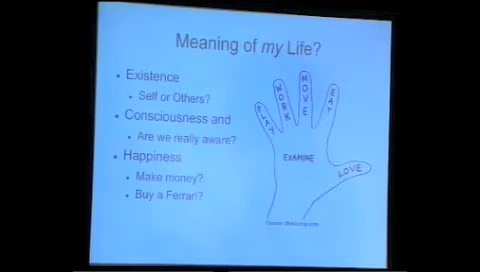 Meaning of my Life?
Existence
Self or Others?
Consciousness and
Are we really aware?
Happiness
Make money?
Buy a Ferrari?
PLAY
WORK
MOVE
EAT
EXAMINE
LOVE